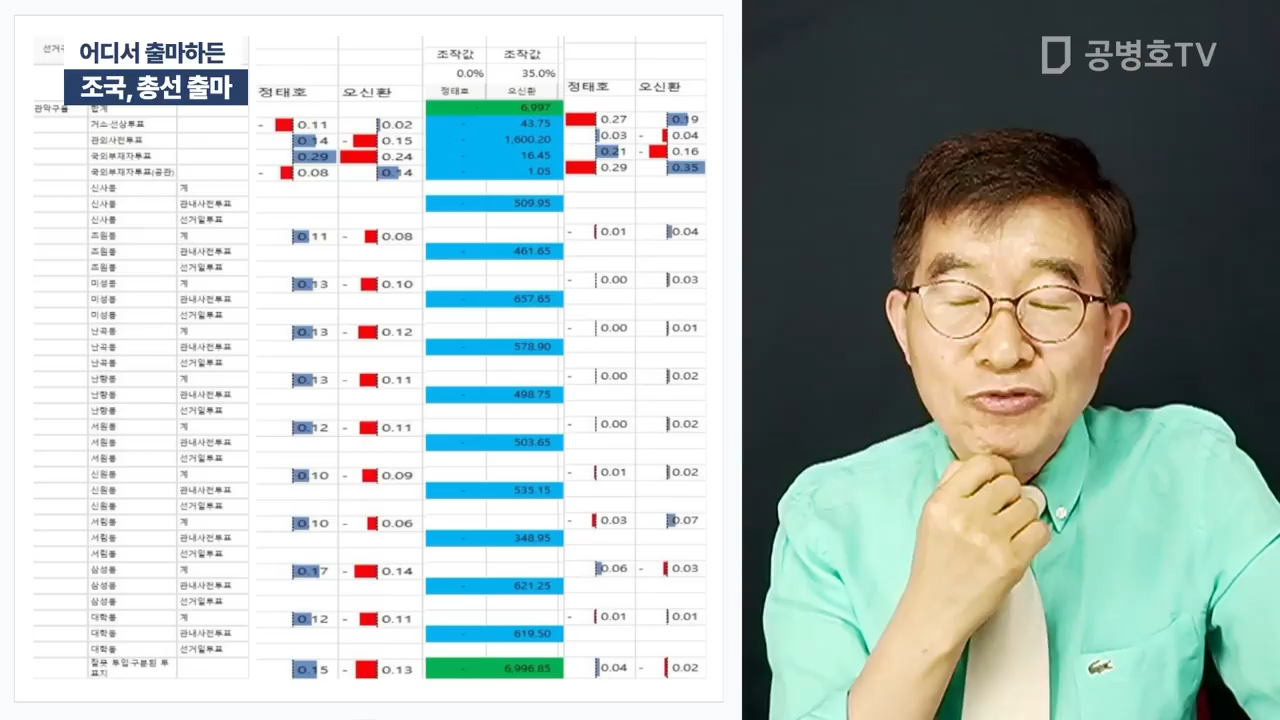 어디서 출마하든
조국, 총선 출마
공병호TV
조작값 조작값
0.0% 35.0%
정태호 오신환 정태호 오신환 정태호 오신환
관악구을 합계 - 6,997
거소·선상투표 - 0.11 0.02 - 43.75 0.27 0.19
관외사전투표 0.14 - 0.15 - 1,600.20 0.03 - 0.04
국외부재자투표 0.29 0.24 - 16.45 0.21 - 0.16
국외부재자투표(공관) - 0.08 0.14 - 1.05 0.29 0.35
신사동 계
신사동 관내사전투표 - 509.95
신사동 선거일투표
조원동 계 0.11 - 0.08 - 0.01 0.04
조원동 관내사전투표 - 461.65
조원동 선거일투표
미성동 계 0.13 - 0.10 - 0.00 0.03
미성동 관내사전투표 - 657.65
미성동 선거일투표
난곡동 계 0.13 - 0.12 - 0.00 0.01
난곡동 관내사전투표 - 578.90
난곡동 선거일투표
난향동 계 0.13 - 0.11 - 0.00 0.02
난향동 관내사전투표 - 498.75
난향동 선거일투표
서원동 계 0.12 - 0.11 - 0.00 0.02
서원동 관내사전투표 - 503.65
서원동 선거일투표
신원동 계 0.10 - 0.09 - 0.01 0.02
신원동 관내사전투표 - 535.15
신원동 선거일투표
서림동 계 0.10 - 0.06 - 0.03 0.07
서림동 관내사전투표 - 348.95
서림동 선거일투표
삼성동 계 0.17 - 0.14 0.06 - 0.03
삼성동 관내사전투표 - 621.25
삼성동 선거일투표
대학동 계 0.12 - 0.11 - 0.01 0.01
대학동 관내사전투표 - 619.50
대학동 선거일투표
잘못 투입·구분된 투
표지 0.15 - 0.13 - 6,996.85 0.04 - 0.02